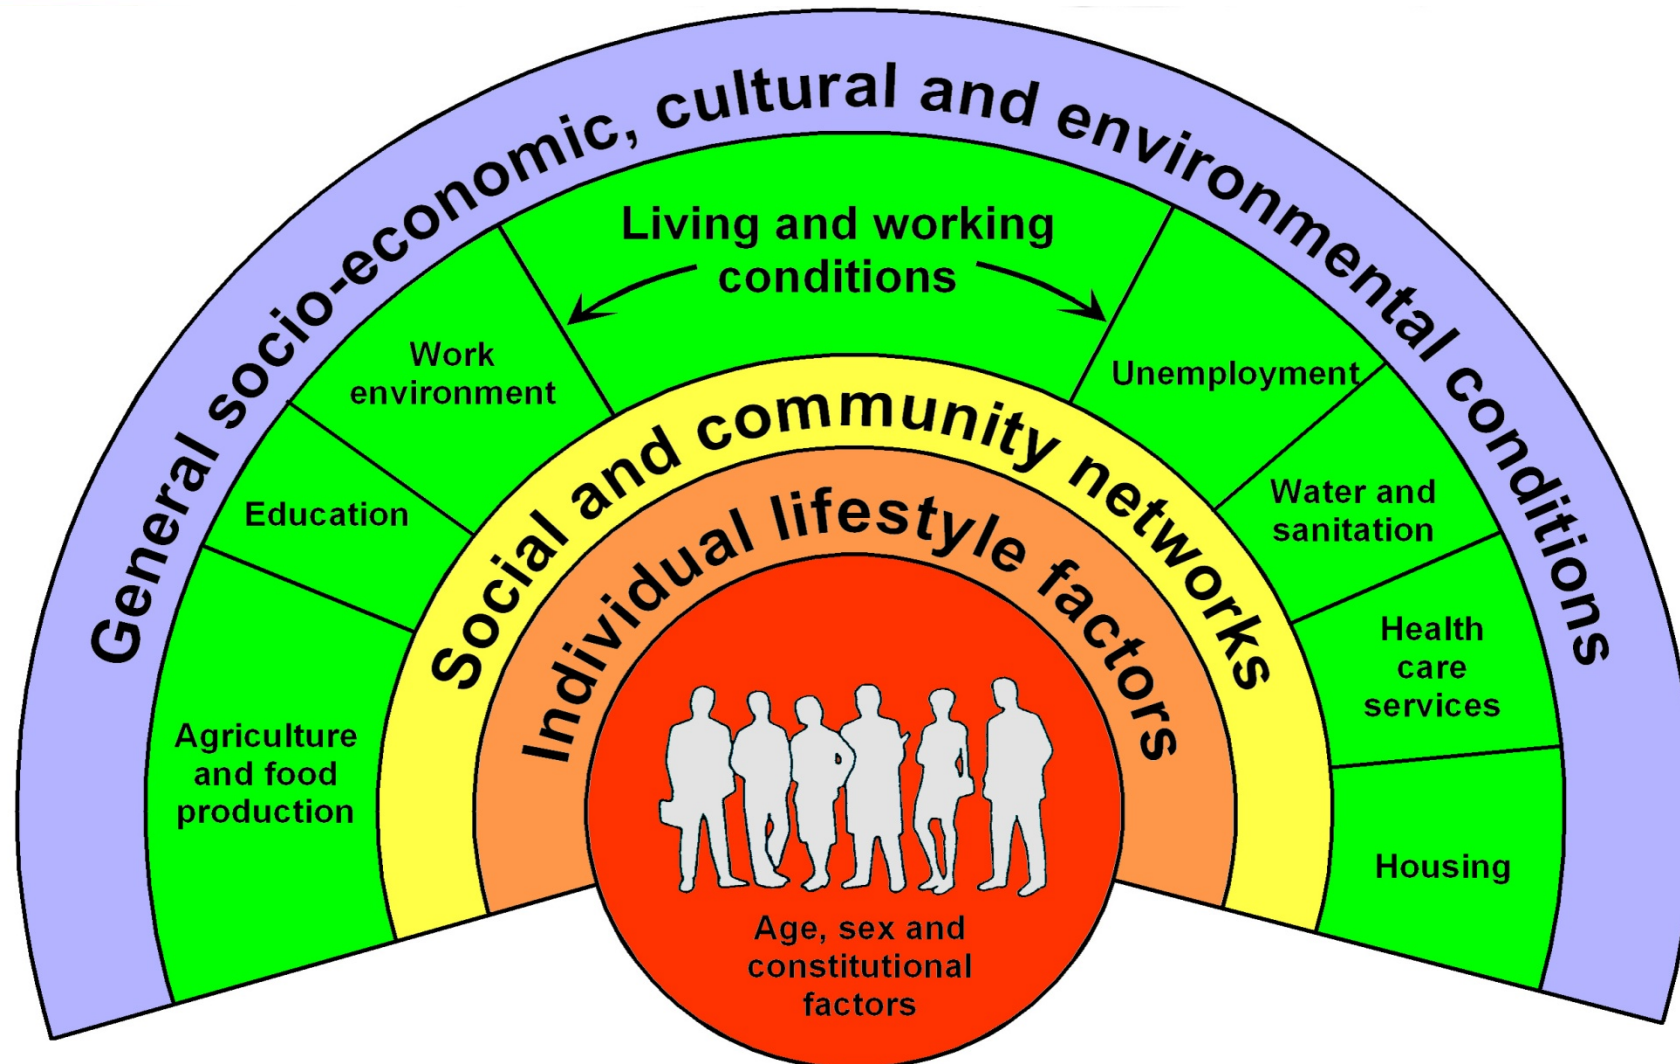 General socio-economic, cultural and environmental conditions
Living and working
conditions
Agriculture
and food
production
Education
Work
environment
Unemployment
Water and
sanitation
Health
care
services
Housing
Social and community networks
Individual lifestyle factors
Age, sex and
constitutional
factors